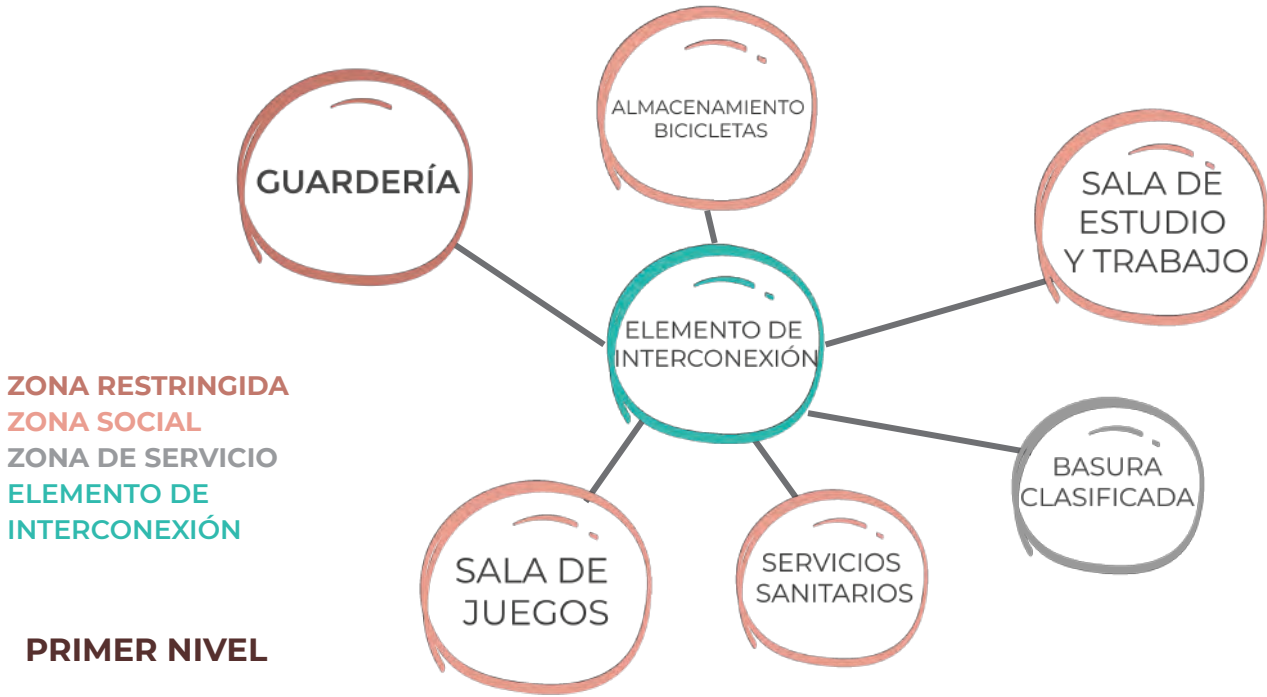 ALMACENAMIENTO
BICICLETAS
GUARDERÍA
SALA DE
ESTUDIO
Y TRABAJO
ELEMENTO DE
INTERCONEXIÓN
ZONA RESTRINGIDA
ZONA SOCIAL
ZONA DE SERVICIO
ELEMENTO DE
INTERCONEXIÓN
BASURA
CLASIFICADA
SALA DE
JUEGOS
SERVICIOS
SANITARIOS
PRIMER NIVEL